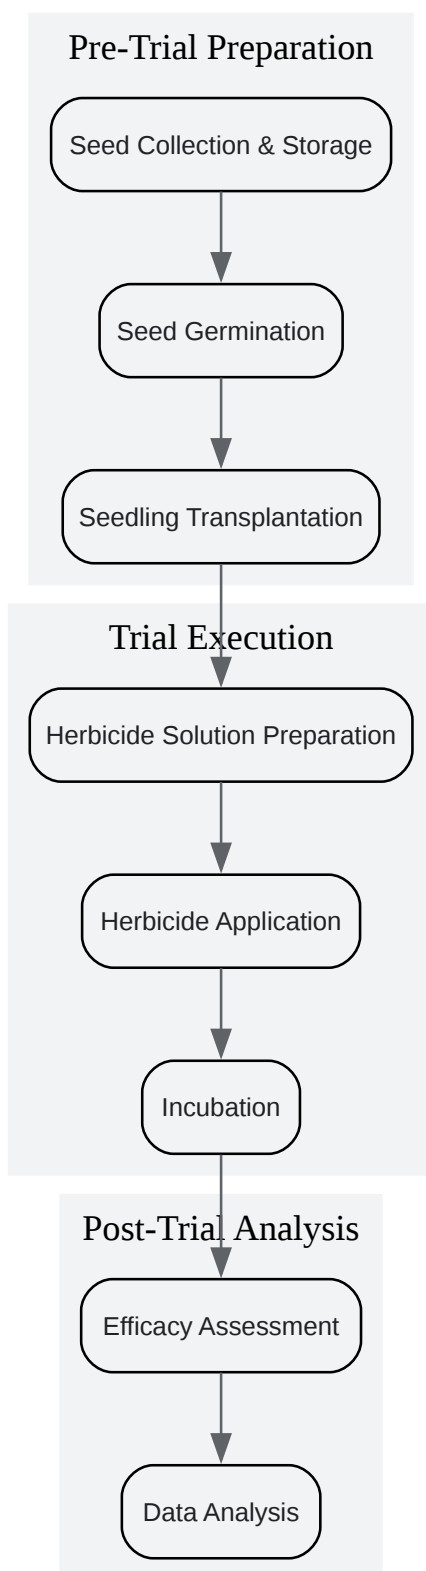 Pre-Trial Preparation
Seed Collection & Storage
Seed Germination
Seedling Transplantation
Trial Execution
Herbicide Solution Preparation
Herbicide Application
Incubation
Post-Trial Analysis
Efficacy Assessment
Data Analysis